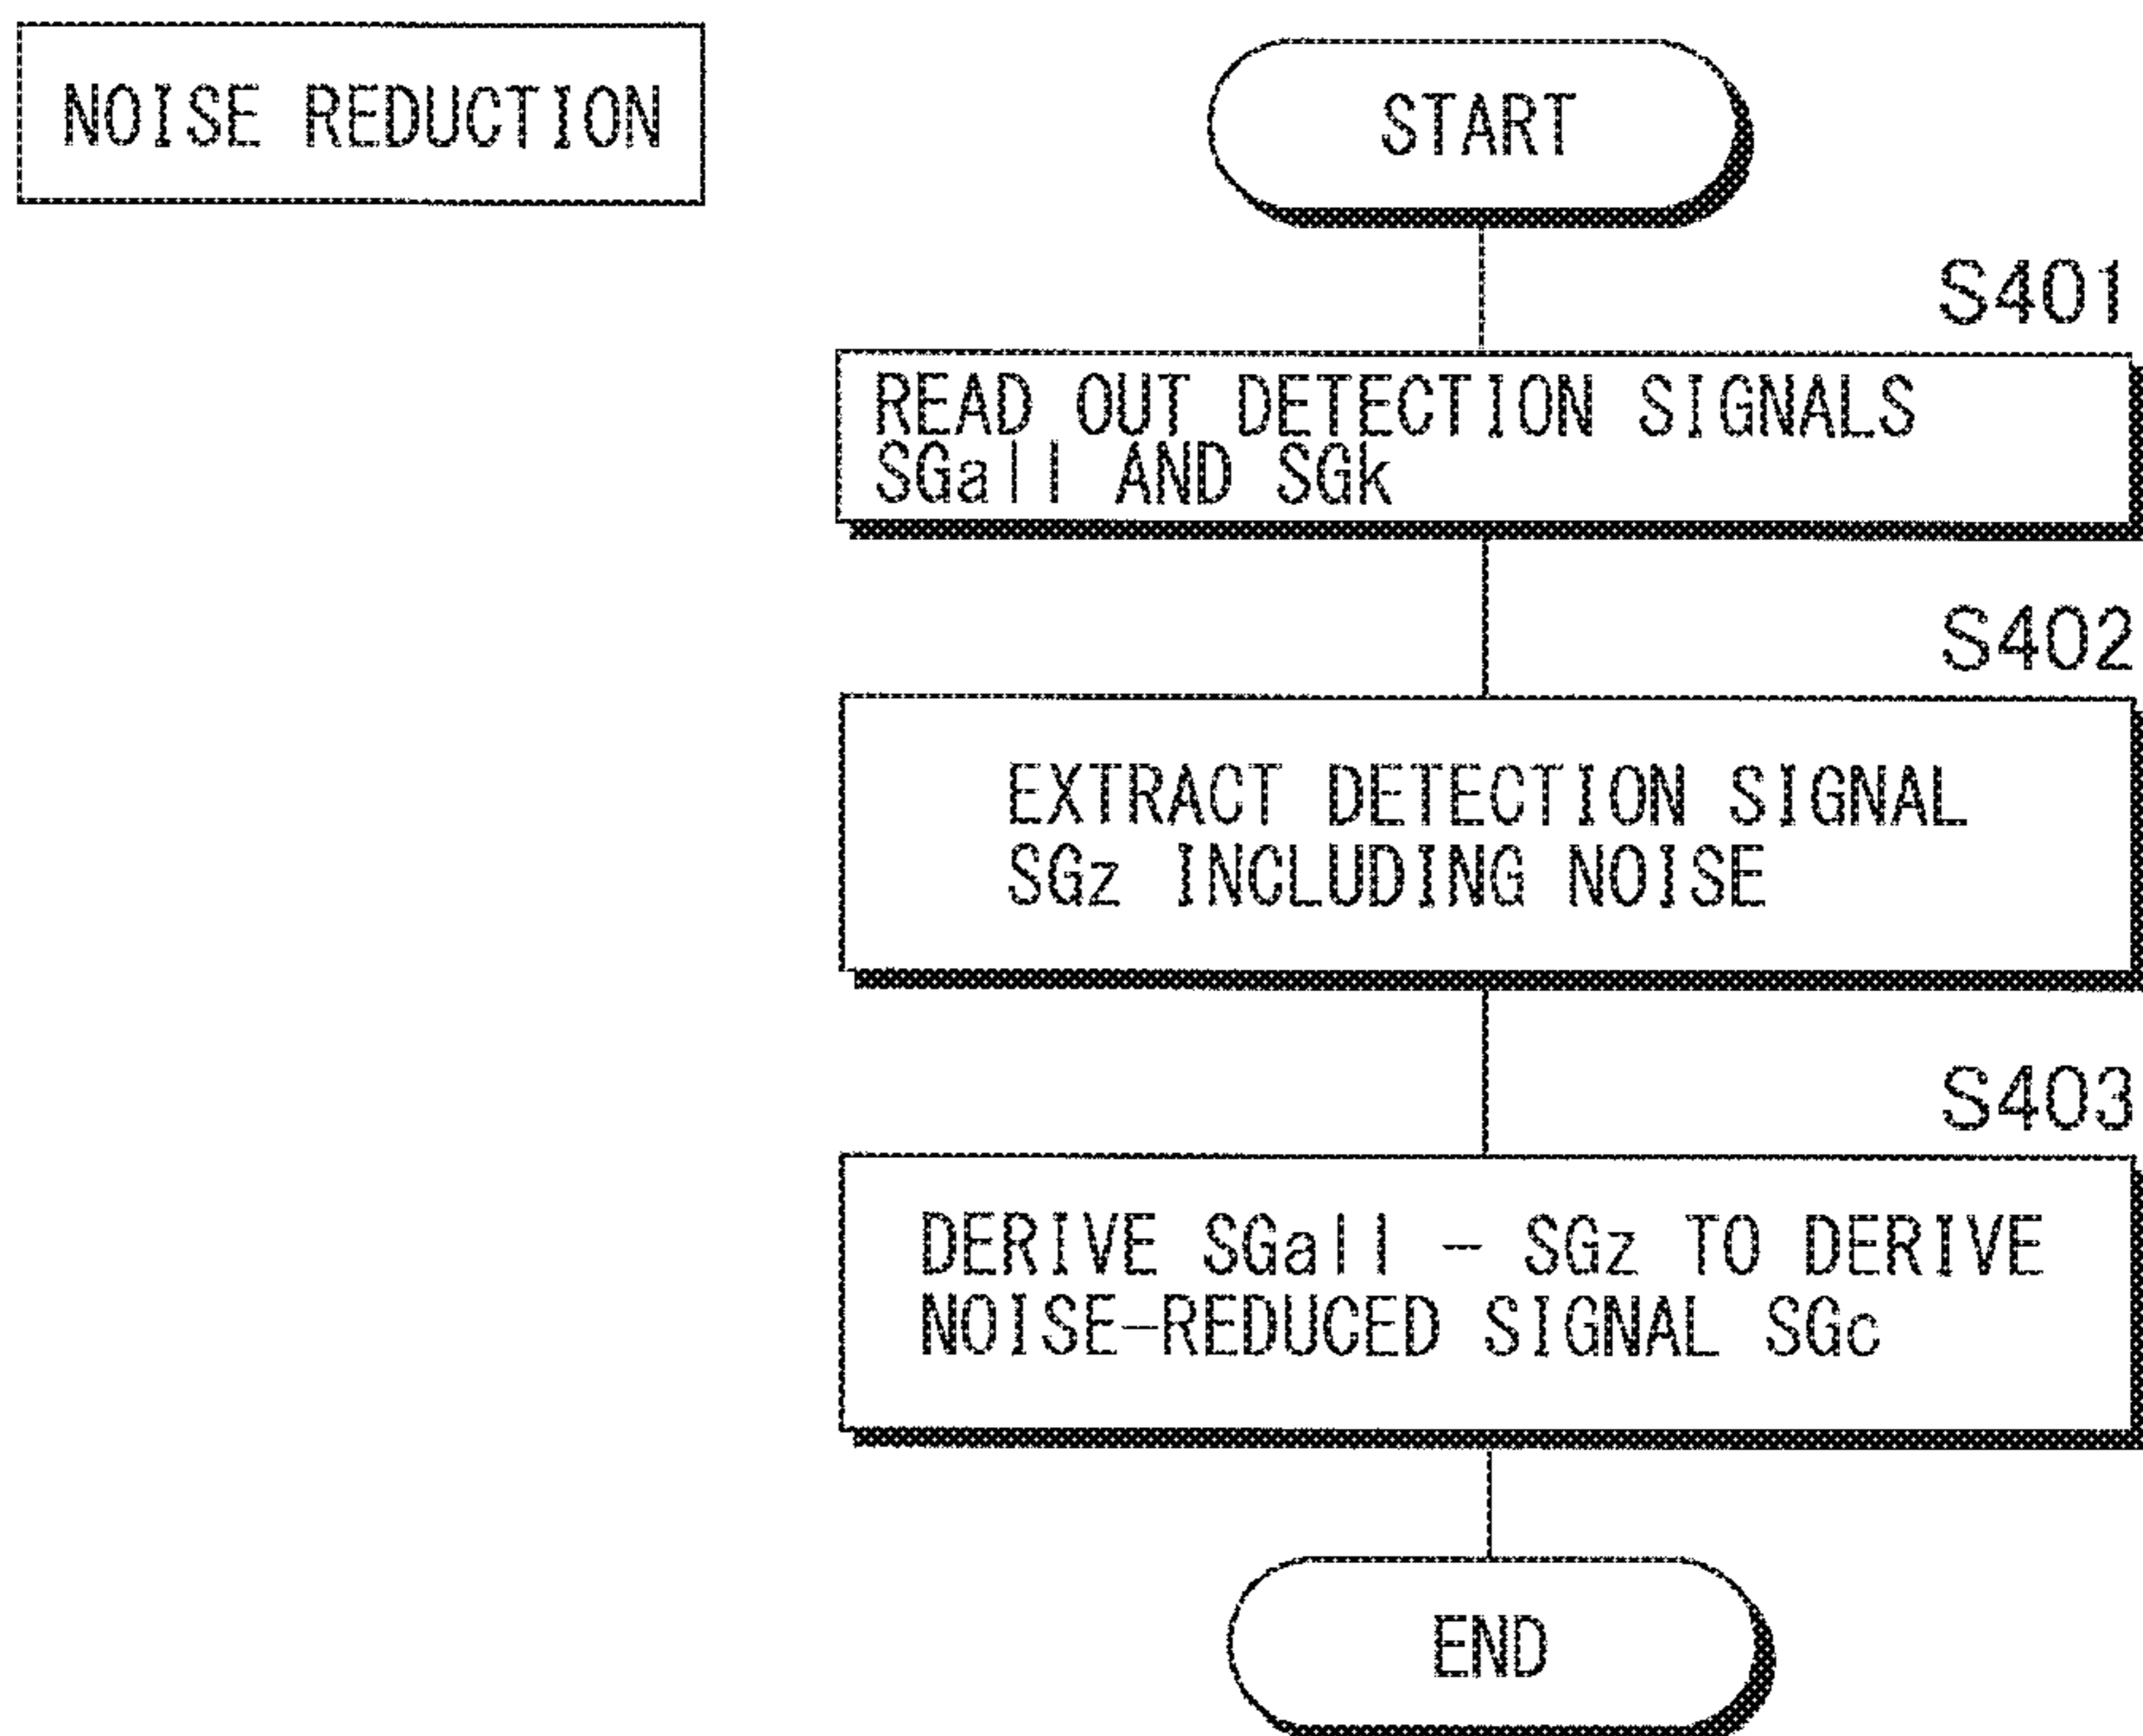 NOISE REDUCTION
START
S401
READ OUT DETECTION SIGNALS
SGall AND SGk
S402
EXTRACT DETECTION SIGNAL
SGz INCLUDING NOISE
S403
DERIVE SGall - SGz TO DERIVE
NOISE-REDUCED SIGNAL SGc
END